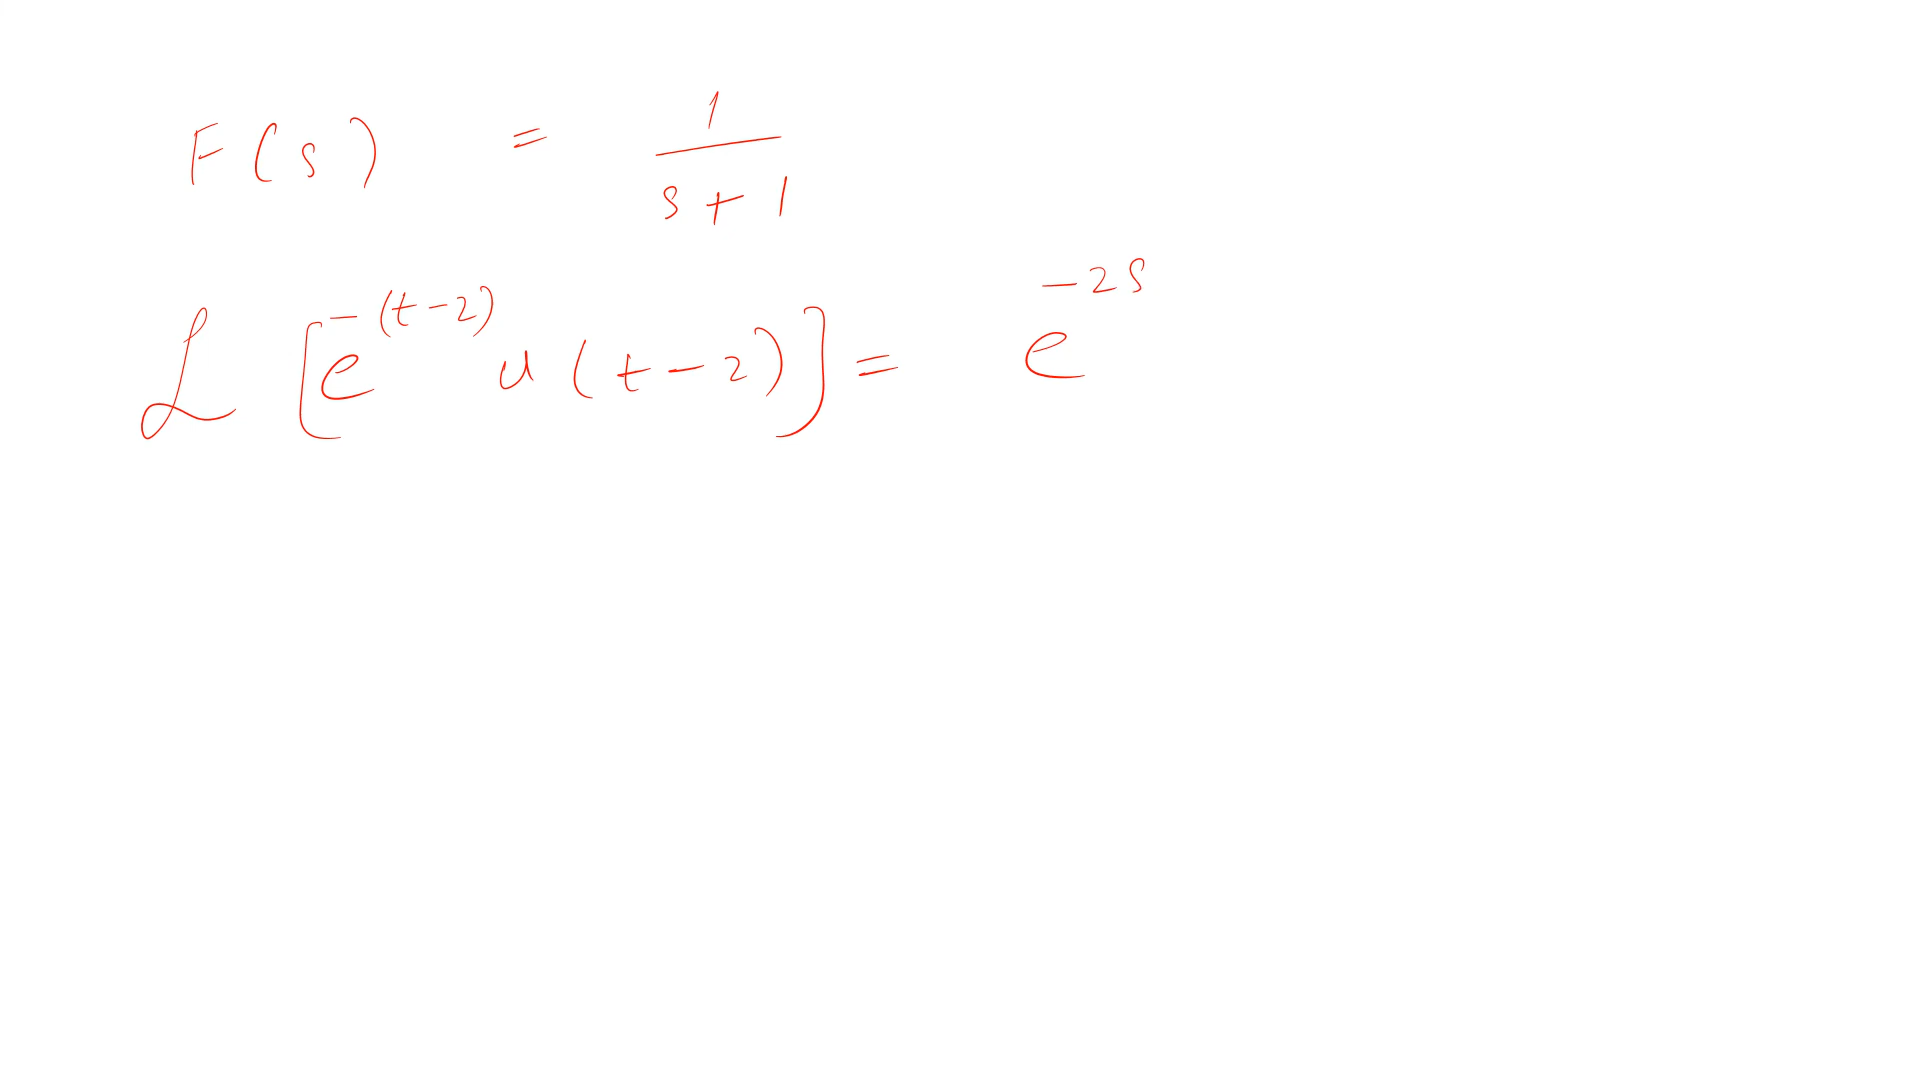 F(s) = 1/(s+1)
ℒ[e^{-(t-2)} u(t-2)] = e^{-2s}